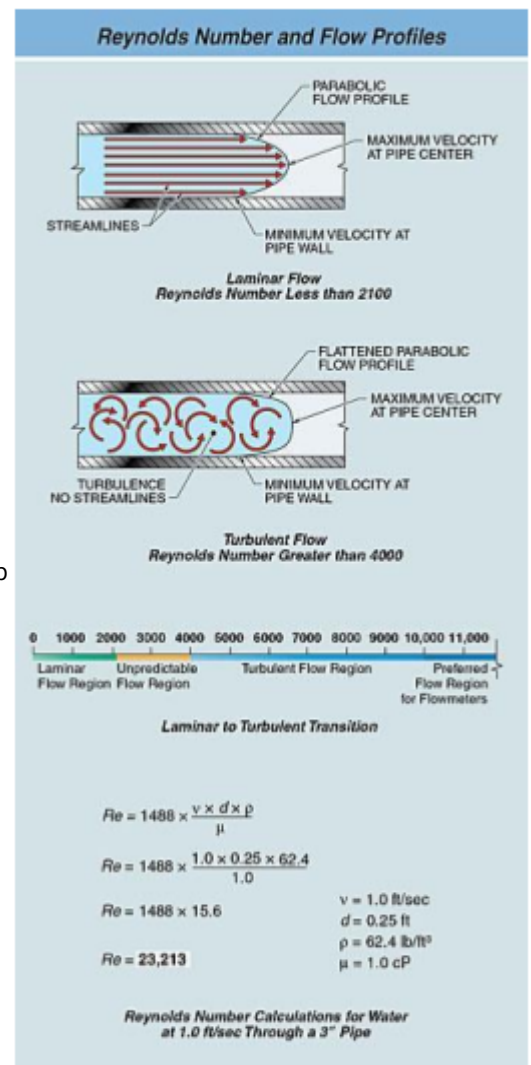 Reynolds Number and Flow Profiles
PARABOLIC
FLOW PROFILE
MAXIMUM VELOCITY
AT PIPE CENTER
STREAMLINES
MINIMUM VELOCITY AT
PIPE WALL
Laminar Flow
Reynolds Number Less than 2100
FLATTENED PARABOLIC
FLOW PROFILE
MAXIMUM VELOCITY
AT PIPE CENTER
TURBULENCE
NO STREAMLINES
MINIMUM VELOCITY AT
PIPE WALL
Turbulent Flow
Reynolds Number Greater than 4000
0 1000 2000 3000 4000 5000 6000 7000 8000 9000 10,000 11,000
Laminar
Flow Region
Unpredictable
Flow Region
Turbulent Flow Region
Preferred
Flow Region
for Flowmeters
Laminar to Turbulent Transition
Re = 1488 × (v × d × ρ) / μ
Re = 1488 × (1.0 × 0.25 × 62.4) / 1.0
Re = 1488 × 15.6
Re = 23,213
v = 1.0 ft/sec
d = 0.25 ft
ρ = 62.4 lb/ft³
μ = 1.0 cP
Reynolds Number Calculations for Water
at 1.0 ft/sec Through a 3" Pipe